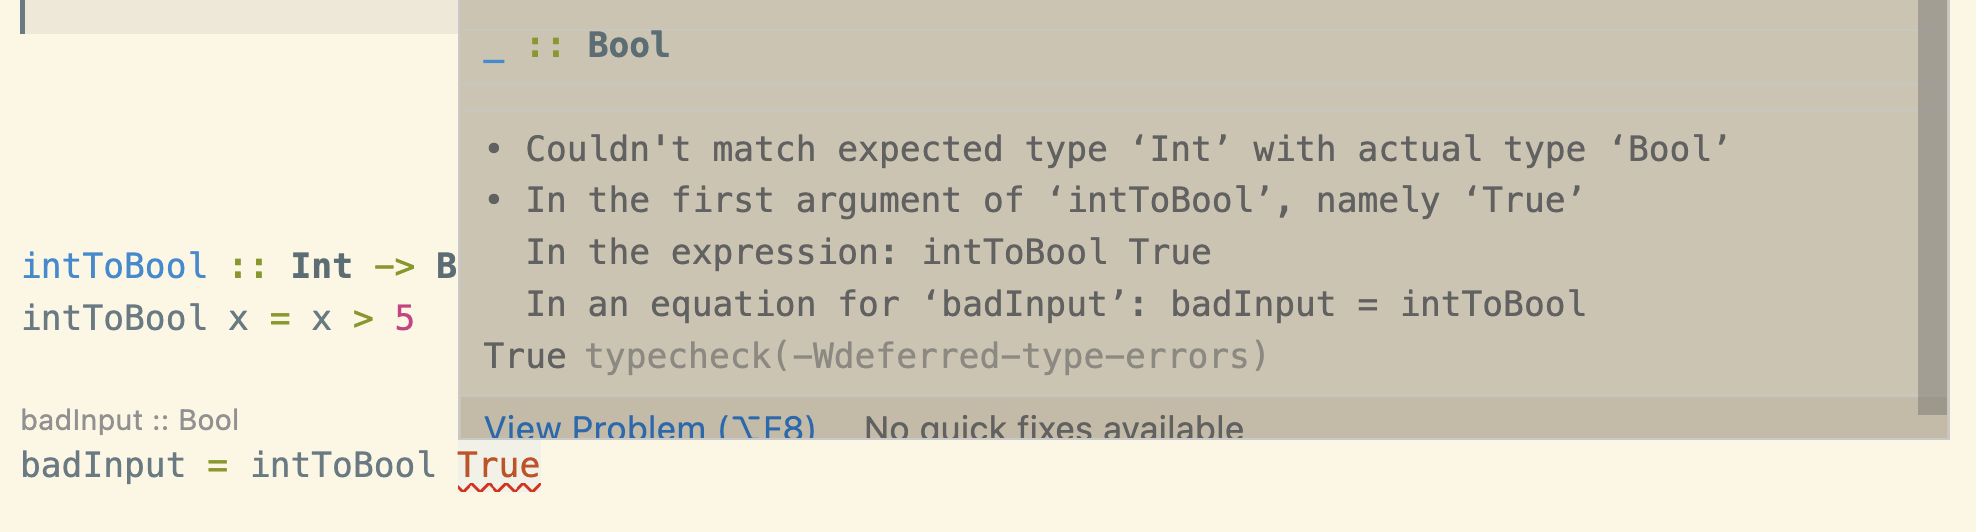 _ :: Bool
• Couldn't match expected type ‘Int’ with actual type ‘Bool’
• In the first argument of ‘intToBool’, namely ‘True’
In the expression: intToBool True
In an equation for ‘badInput’: badInput = intToBool
True typecheck(-Wdeferred-type-errors)
View Problem (⌥F8) No quick fixes available
intToBool :: Int -> B
intToBool x = x > 5
badInput :: Bool
badInput = intToBool True